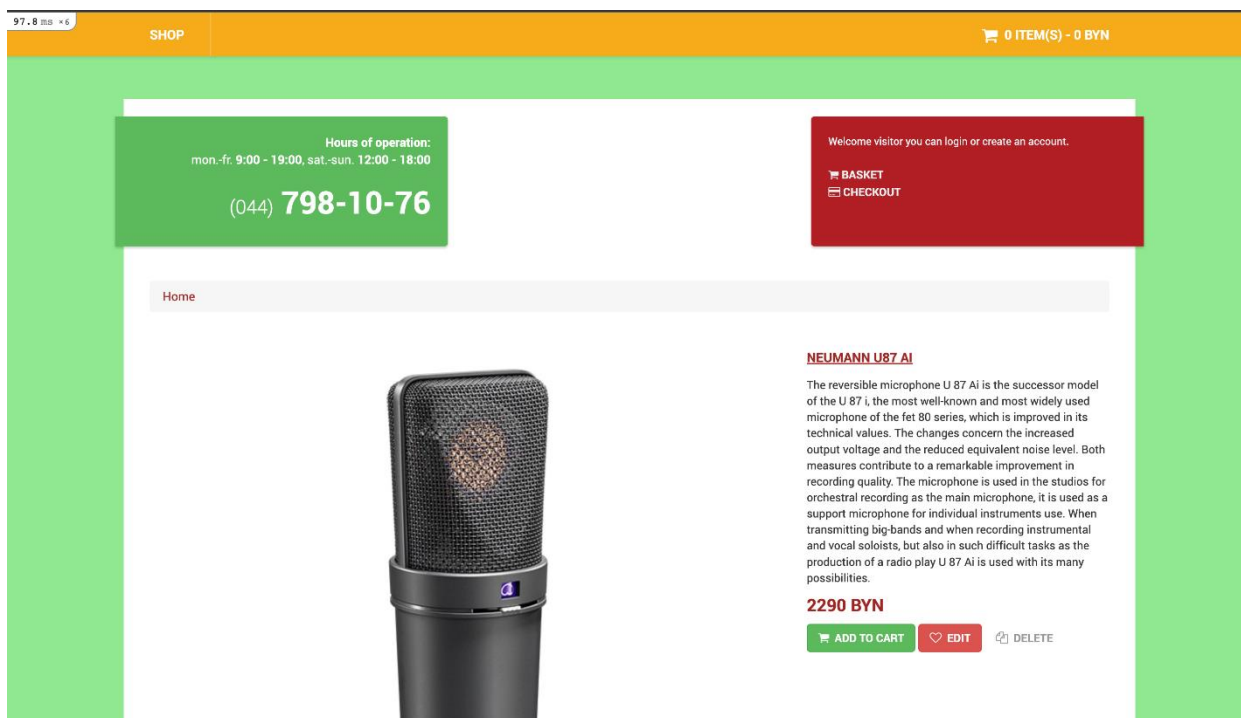 97.8 ms ×6
SHOP
0 ITEM(S) - 0 BYN
Hours of operation:
mon.-fr. 9:00 - 19:00, sat.-sun. 12:00 - 18:00
(044) 798-10-76
Welcome visitor you can login or create an account.
BASKET
CHECKOUT
Home
NEUMANN U87 AI
The reversible microphone U 87 Ai is the successor model
of the U 87 i, the most well-known and most widely used
microphone of the fet 80 series, which is improved in its
technical values. The changes concern the increased
output voltage and the reduced equivalent noise level. Both
measures contribute to a remarkable improvement in
recording quality. The microphone is used in the studios for
orchestral recording as the main microphone, it is used as a
support microphone for individual instruments use. When
transmitting big-bands and when recording instrumental
and vocal soloists, but also in such difficult tasks as the
production of a radio play U 87 Ai is used with its many
possibilities.
2290 BYN
ADD TO CART
EDIT
DELETE